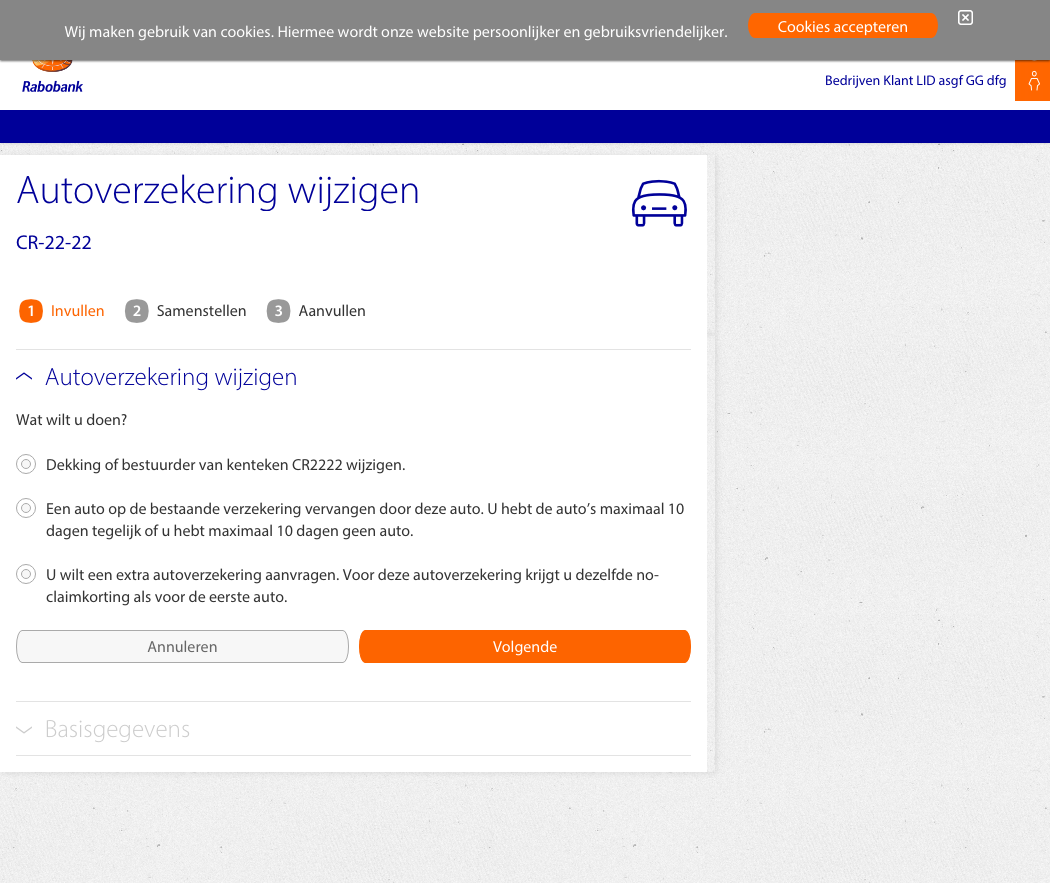 Wij maken gebruik van cookies. Hiermee wordt onze website persoonlijker en gebruiksvriendelijker.
Cookies accepteren
Rabobank
Bedrijven Klant LID asgf GG dfg
Autoverzekering wijzigen
CR-22-22
1 Invullen 2 Samenstellen 3 Aanvullen
Autoverzekering wijzigen
Wat wilt u doen?
Dekking of bestuurder van kenteken CR2222 wijzigen.
Een auto op de bestaande verzekering vervangen door deze auto. U hebt de auto’s maximaal 10
dagen tegelijk of u hebt maximaal 10 dagen geen auto.
U wilt een extra autoverzekering aanvragen. Voor deze autoverzekering krijgt u dezelfde no-
claimkorting als voor de eerste auto.
Annuleren
Volgende
Basisgegevens